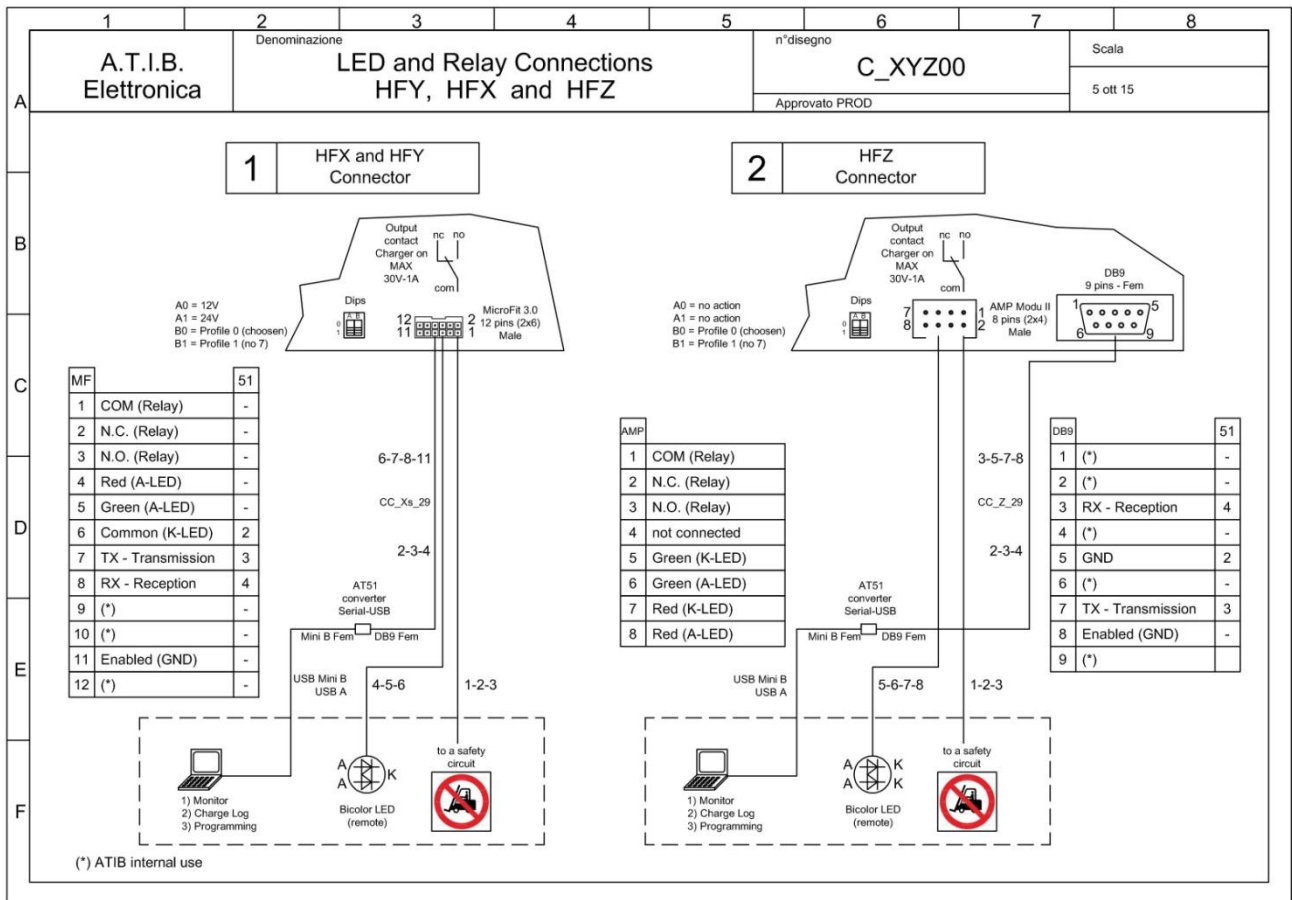 1 2 3 4 5 6 7 8
A
B
C
D
E
F
A.T.I.B.
Elettronica
Denominazione
LED and Relay Connections
HFY, HFX and HFZ
n°disegno
C_XYZ00
Approvato PROD
Scala
5 ott 15
1
HFX and HFY
Connector
Output
contact
Charger on
MAX
30V-1A
nc no
com
A0 = 12V
A1 = 24V
B0 = Profile 0 (choosen)
B1 = Profile 1 (no 7)
Dips
A B
0
1
12
11
2
1
MicroFit 3.0
12 pins (2x6)
Male
MF 51
1 COM (Relay) -
2 N.C. (Relay) -
3 N.O. (Relay) -
4 Red (A-LED) -
5 Green (A-LED) -
6 Common (K-LED) 2
7 TX - Transmission 3
8 RX - Reception 4
9 (*) -
10 (*) -
11 Enabled (GND) -
12 (*) -
6-7-8-11
CC_Xs_29
2-3-4
AT51
converter
Serial-USB
Mini B Fem DB9 Fem
USB Mini B
USB A
4-5-6
1-2-3
1) Monitor
2) Charge Log
3) Programming
A
A
K
Bicolor LED
(remote)
to a safety
circuit
(*) ATIB internal use
2
HFZ
Connector
Output
contact
Charger on
MAX
30V-1A
nc no
com
A0 = no action
A1 = no action
B0 = Profile 0 (choosen)
B1 = Profile 1 (no 7)
Dips
A B
0
1
7
8
1
2
AMP Modu II
8 pins (2x4)
Male
DB9
9 pins - Fem
1 5
6 9
AMP
1 COM (Relay)
2 N.C. (Relay)
3 N.O. (Relay)
4 not connected
5 Green (K-LED)
6 Green (A-LED)
7 Red (K-LED)
8 Red (A-LED)
3-5-7-8
CC_Z_29
2-3-4
DB9 51
1 (*) -
2 (*) -
3 RX - Reception 4
4 (*) -
5 GND 2
6 (*) -
7 TX - Transmission 3
8 Enabled (GND) -
9 (*)
AT51
converter
Serial-USB
Mini B Fem DB9 Fem
USB Mini B
USB A
5-6-7-8
1-2-3
1) Monitor
2) Charge Log
3) Programming
A K
A K
Bicolor LED
(remote)
to a safety
circuit